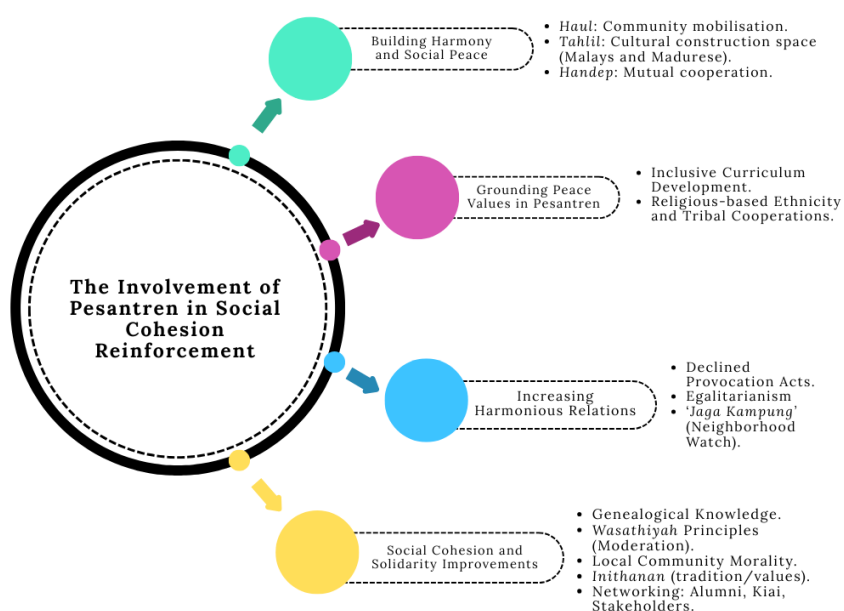 The Involvement of
Pesantren in Social
Cohesion
Reinforcement
Building Harmony
and Social Peace
• Haul: Community mobilisation.
• Tahlil: Cultural construction space
(Malays and Madurese).
• Handep: Mutual cooperation.
Grounding Peace
Values in Pesantren
• Inclusive Curriculum
Development.
• Religious-based Ethnicity
and Tribal Cooperations.
Increasing
Harmonious Relations
• Declined
Provocation Acts.
• Egalitarianism
• ‘Jaga Kampung’
(Neighborhood
Watch).
Social Cohesion and
Solidarity Improvements
• Genealogical Knowledge.
• Wasathiyah Principles
(Moderation).
• Local Community Morality.
• Inithanan (tradition/values).
• Networking: Alumni, Kiai,
Stakeholders.